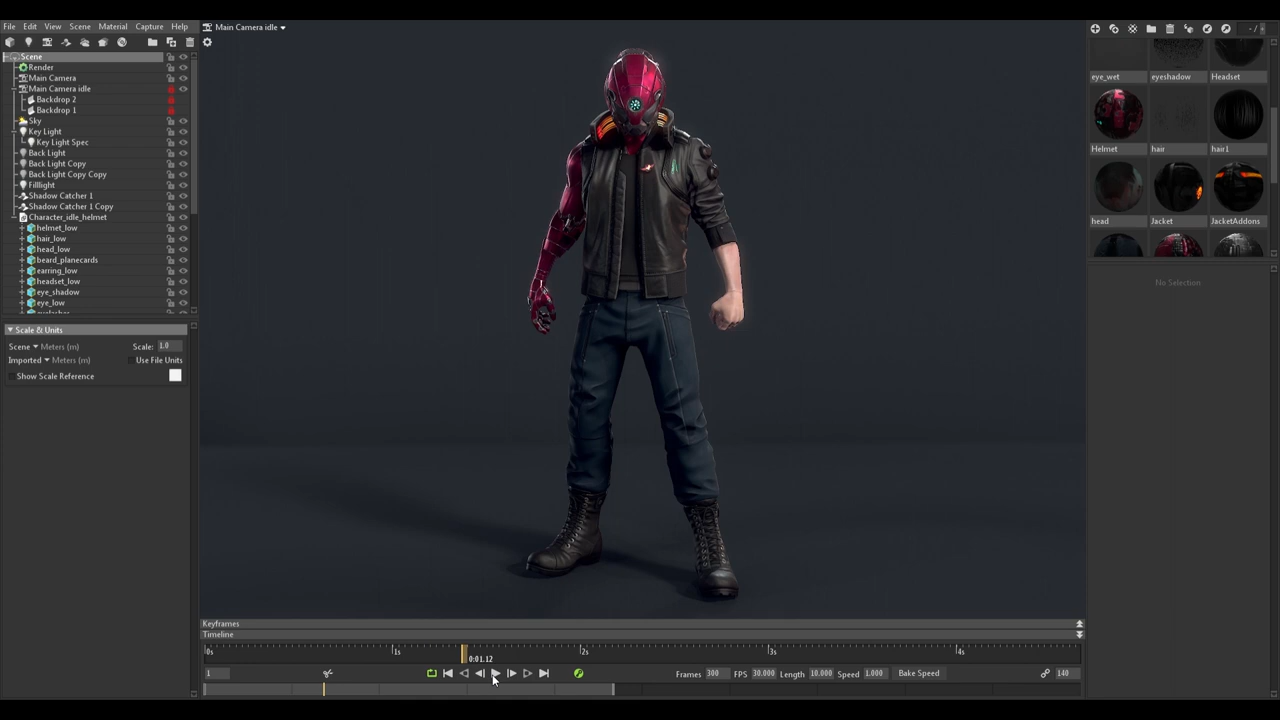 File Edit View Scene Material Capture Help
Main Camera idle
- /
Scene
Render
Main Camera
Main Camera idle
Backdrop 2
Backdrop 1
Sky
Key Light
Key Light Spec
Back Light
Back Light Copy
Back Light Copy Copy
Filllight
Shadow Catcher 1
Shadow Catcher 1 Copy
Character_idle_helmet
helmet_low
hair_low
head_low
beard_planecards
earring_low
headset_low
eye_shadow
eye_low
Scale & Units
Scene Meters (m) Scale: 1.0
Imported Meters (m) Use File Units
Show Scale Reference
eye_wet eyeshadow Headset
Helmet hair hair1
head Jacket JacketAddons
No Selection
Keyframes
Timeline
0s 1s 2s 3s 4s
0:01.12
1 Frames 300 FPS 30.000 Length 10.000 Speed 1.000 Bake Speed 140